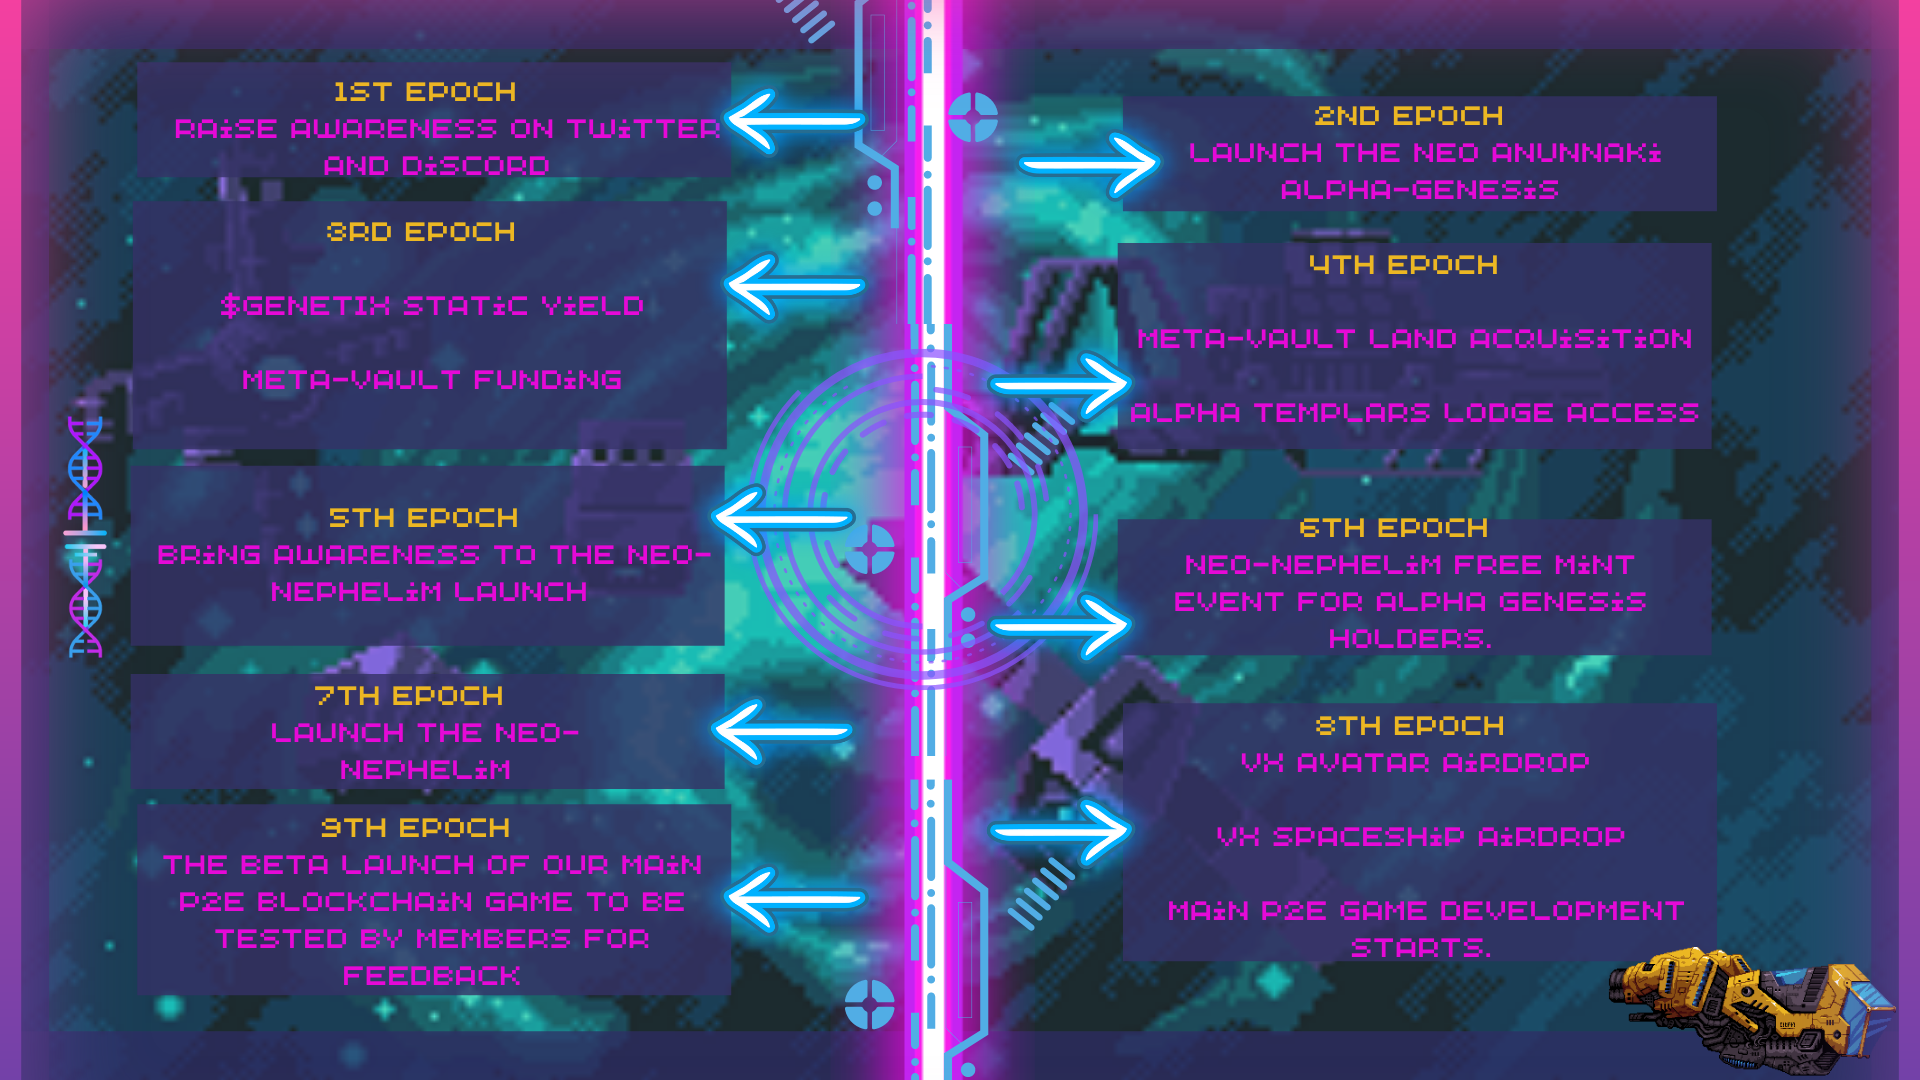 1ST EPOCH
RAiSE AWARENESS ON TWiTTER
AND DiSCORD
2ND EPOCH
LAUNCH THE NEO ANUNNAKi
ALPHA-GENESiS
3RD EPOCH
$GENETIX STATiC YiELD
META-VAULT FUNDiNG
4TH EPOCH
META-VAULT LAND ACQUiSiTiON
ALPHA TEMPLARS LODGE ACCESS
5TH EPOCH
BRiNG AWARENESS TO THE NEO-
NEPHELiM LAUNCH
6TH EPOCH
NEO-NEPHELiM FREE MiNT
EVENT FOR ALPHA GENESiS
HOLDERS.
7TH EPOCH
LAUNCH THE NEO-
NEPHELiM
8TH EPOCH
VX AVATAR AiRDROP
VX SPACESHiP AiRDROP
MAiN P2E GAME DEVELOPMENT
STARTS.
9TH EPOCH
THE BETA LAUNCH OF OUR MAiN
P2E BLOCKCHAiN GAME TO BE
TESTED BY MEMBERS FOR
FEEDBACK